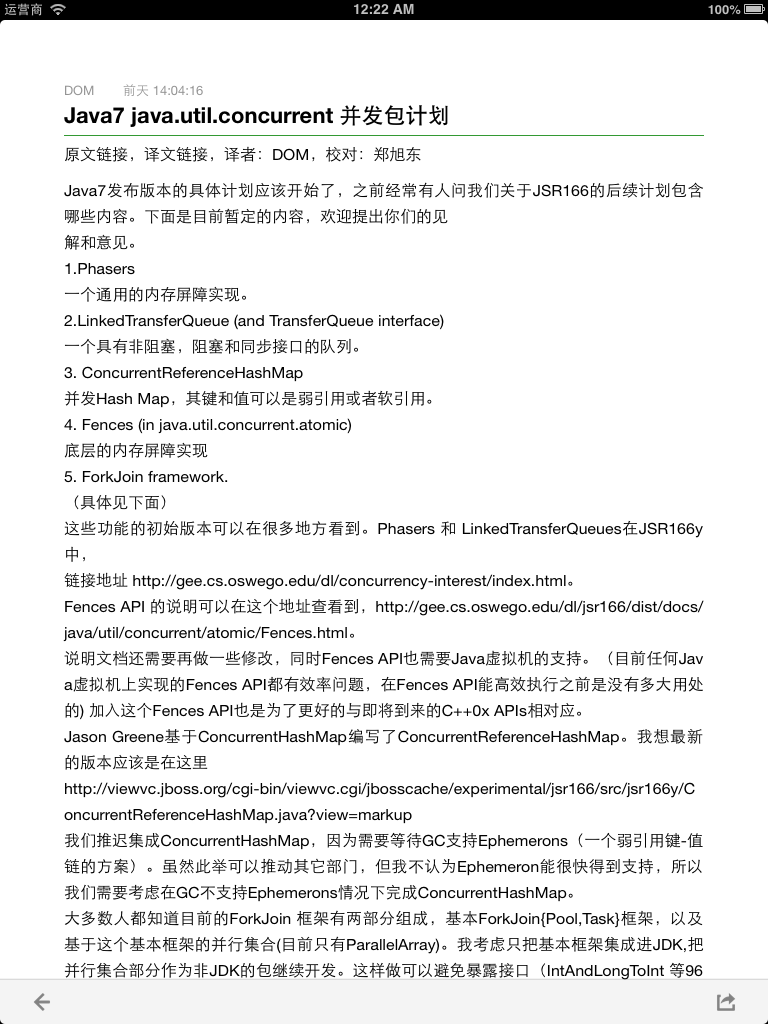 运营商 12:22 AM 100%
DOM 前天 14:04:16
Java7 java.util.concurrent 并发包计划
原文链接，译文链接，译者：DOM，校对：郑旭东
Java7发布版本的具体计划应该开始了，之前经常有人问我们关于JSR166的后续计划包含
哪些内容。下面是目前暂定的内容，欢迎提出你们的见
解和意见。
1.Phasers
一个通用的内存屏障实现。
2.LinkedTransferQueue (and TransferQueue interface)
一个具有非阻塞，阻塞和同步接口的队列。
3. ConcurrentReferenceHashMap
并发Hash Map，其键和值可以是弱引用或者软引用。
4. Fences (in java.util.concurrent.atomic)
底层的内存屏障实现
5. ForkJoin framework.
（具体见下面）
这些功能的初始版本可以在很多地方看到。Phasers 和 LinkedTransferQueues在JSR166y
中，
链接地址 http://gee.cs.oswego.edu/dl/concurrency-interest/index.html。
Fences API 的说明可以在这个地址查看到，http://gee.cs.oswego.edu/dl/jsr166/dist/docs/
java/util/concurrent/atomic/Fences.html。
说明文档还需要再做一些修改，同时Fences API也需要Java虚拟机的支持。（目前任何Jav
a虚拟机上实现的Fences API都有效率问题，在Fences API能高效执行之前是没有多大用处
的) 加入这个Fences API也是为了更好的与即将到来的C++0x APIs相对应。
Jason Greene基于ConcurrentHashMap编写了ConcurrentReferenceHashMap。我想最新
的版本应该是在这里
http://viewvc.jboss.org/cgi-bin/viewvc.cgi/jbosscache/experimental/jsr166/src/jsr166y/C
oncurrentReferenceHashMap.java?view=markup
我们推迟集成ConcurrentHashMap，因为需要等待GC支持Ephemerons（一个弱引用键-值
链的方案）。虽然此举可以推动其它部门，但我不认为Ephemeron能很快得到支持，所以
我们需要考虑在GC不支持Ephemerons情况下完成ConcurrentHashMap。
大多数人都知道目前的ForkJoin 框架有两部分组成，基本ForkJoin{Pool,Task}框架，以及
基于这个基本框架的并行集合(目前只有ParallelArray)。我考虑只把基本框架集成进JDK,把
并行集合部分作为非JDK的包继续开发。这样做可以避免暴露接口（IntAndLongToInt 等96